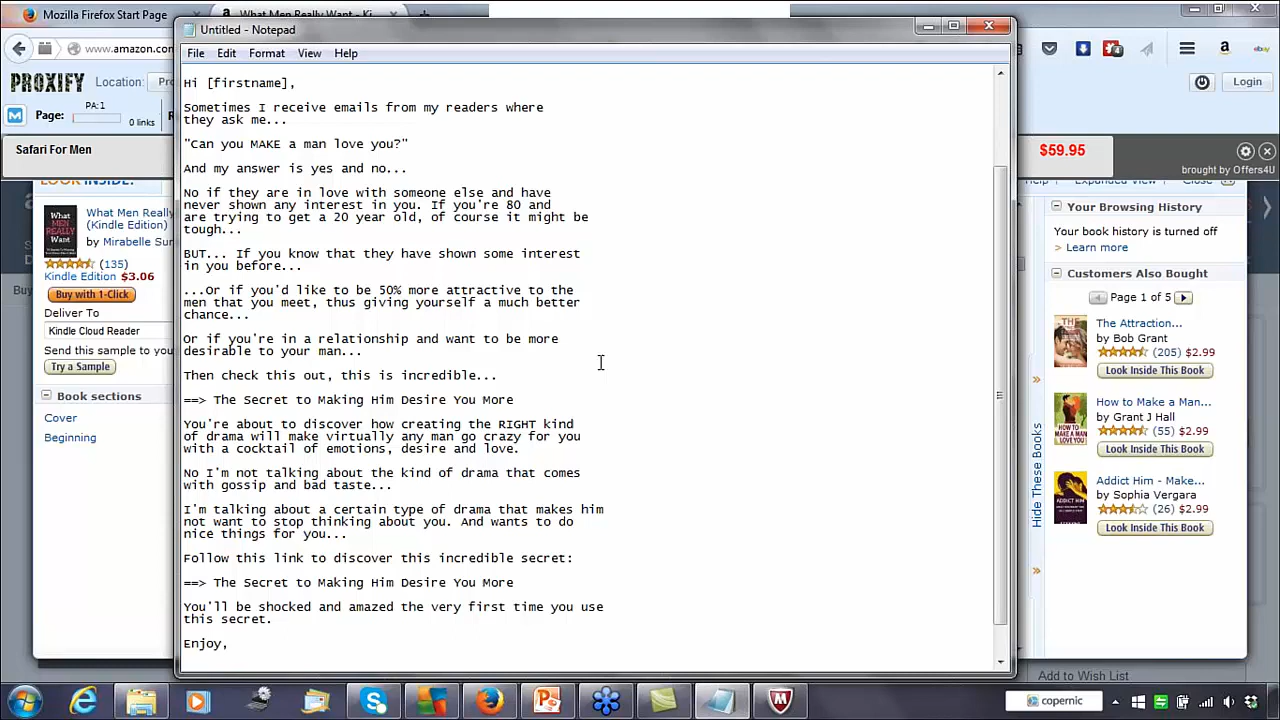 Mozilla Firefox Start Page
What Men Really Want - Ki
Untitled - Notepad
www.amazon.com
File Edit Format View Help
PROXIFY
Location:
Login
Page:
PA:1
0 links
Safari For Men
$59.95
brought by Offers4U
Hi [firstname],
Sometimes I receive emails from my readers where
they ask me...
"Can you MAKE a man love you?"
And my answer is yes and no...
No if they are in love with someone else and have
never shown any interest in you. If you're 80 and
are trying to get a 20 year old, of course it might be
tough...
BUT... If you know that they have shown some interest
in you before...
...Or if you'd like to be 50% more attractive to the
men that you meet, thus giving yourself a much better
chance...
Or if you're in a relationship and want to be more
desirable to your man...
Then check this out, this is incredible...
==> The Secret to Making Him Desire You More
You're about to discover how creating the RIGHT kind
of drama will make virtually any man go crazy for you
with a cocktail of emotions, desire and love.
No I'm not talking about the kind of drama that comes
with gossip and bad taste...
I'm talking about a certain type of drama that makes him
not want to stop thinking about you. And wants to do
nice things for you...
Follow this link to discover this incredible secret:
==> The Secret to Making Him Desire You More
You'll be shocked and amazed the very first time you use
this secret.
Enjoy,
What Men Really
(Kindle Edition)
by Mirabelle Sum
(135)
Kindle Edition $3.06
Buy with 1-Click
Deliver To
Kindle Cloud Reader
Send this sample to you
Try a Sample
Book sections
Cover
Beginning
Hide These Books
Your Browsing History
Your book history is turned off
> Learn more
Customers Also Bought
Page 1 of 5
The Attraction...
by Bob Grant
(205) $2.99
Look Inside This Book
How to Make a Man...
by Grant J Hall
(55) $2.99
Look Inside This Book
Addict Him - Make...
by Sophia Vergara
(26) $2.99
Look Inside This Book
Add to Wish List
copernic